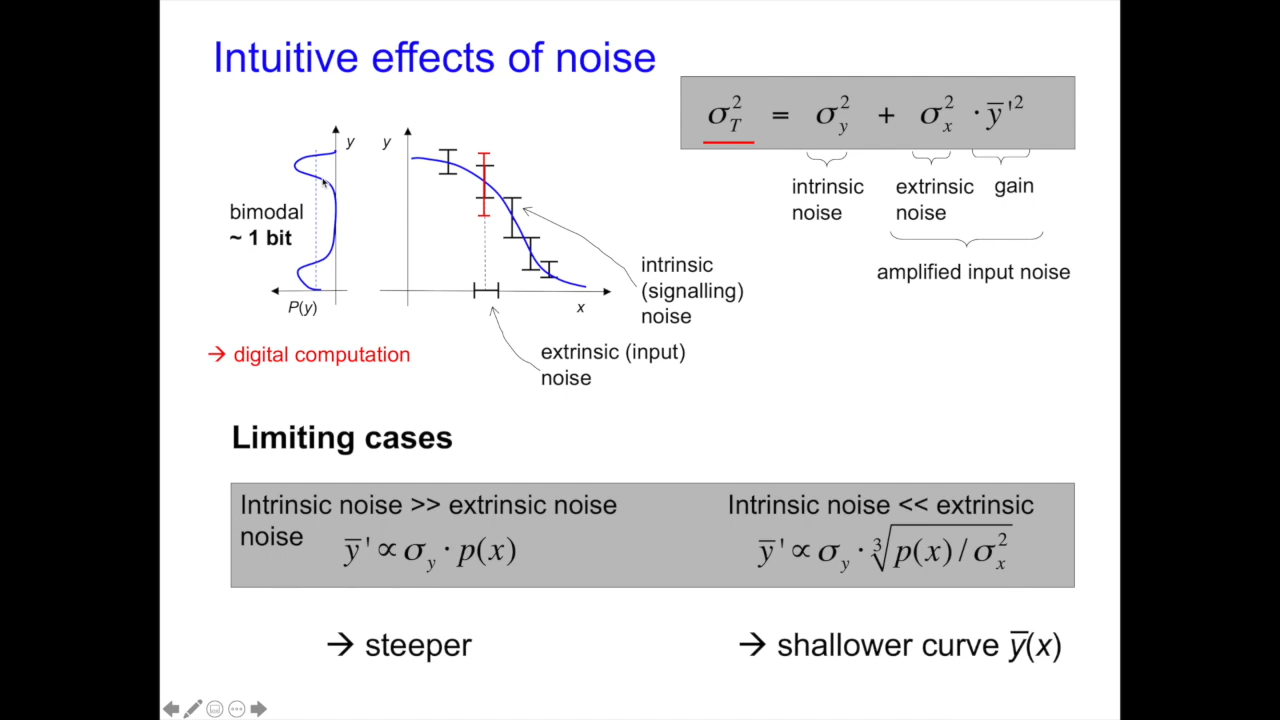 Intuitive effects of noise
σ_T^2 = σ_y^2 + σ_x^2 · y̅'^2
intrinsic
noise
extrinsic
noise
gain
amplified input noise
y
y
bimodal
~ 1 bit
P(y)
x
intrinsic
(signalling)
noise
extrinsic (input)
noise
→ digital computation
Limiting cases
Intrinsic noise >> extrinsic noise
noise
y̅' ∝ σ_y · p(x)
Intrinsic noise << extrinsic
y̅' ∝ σ_y · ∛(p(x) / σ_x^2)
→ steeper
→ shallower curve y̅(x)